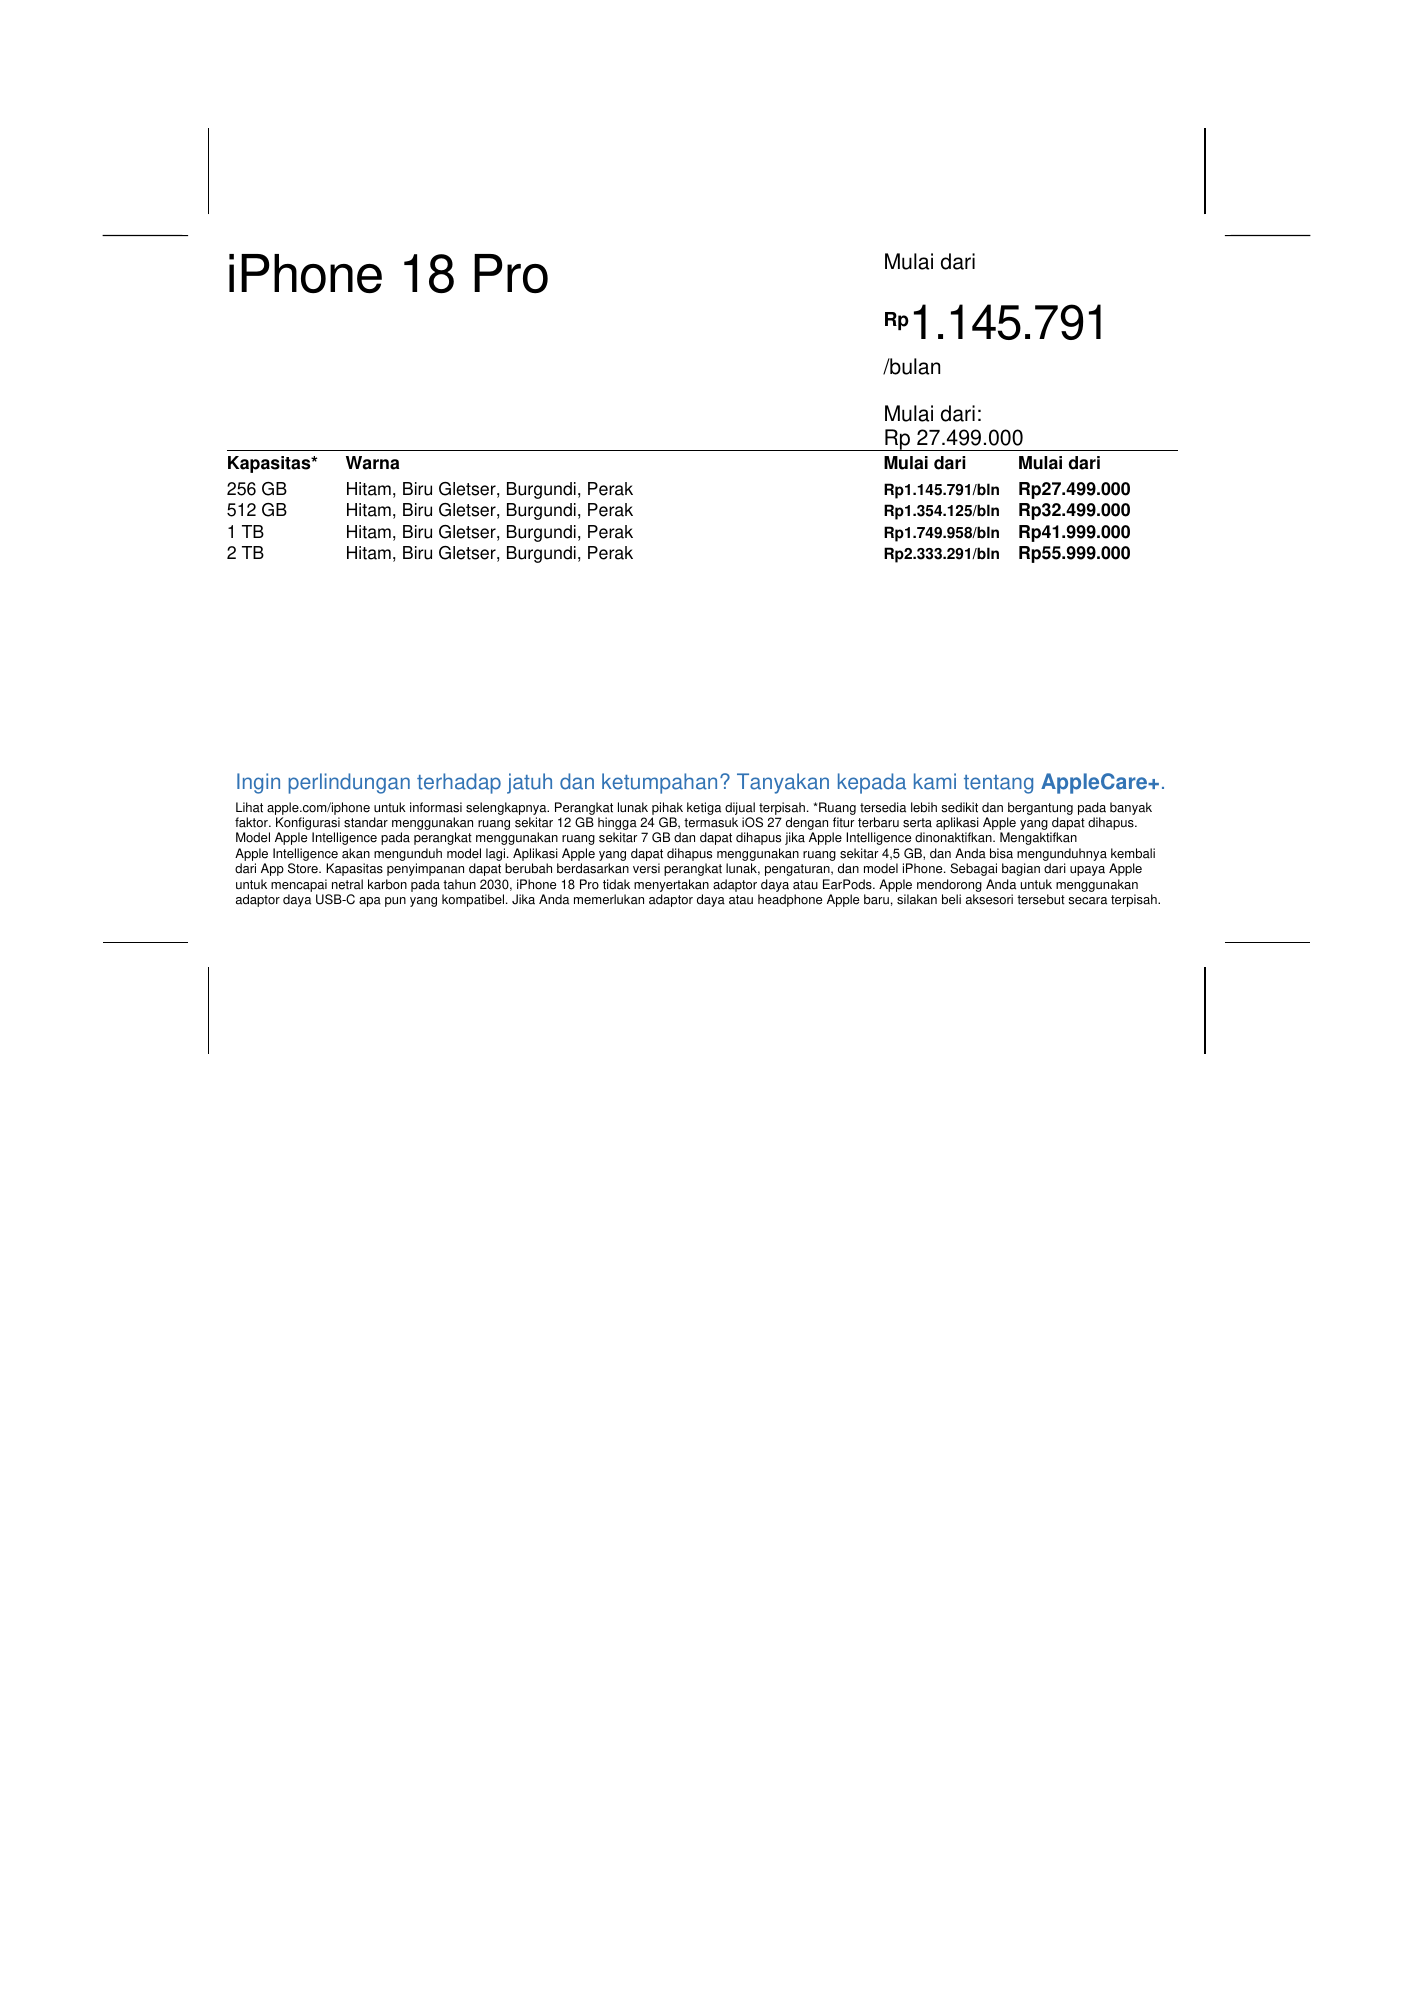 iPhone 18 Pro
Mulai dari
Rp1.145.791
/bulan
Mulai dari:
Rp 27.499.000
Kapasitas* Warna Mulai dari Mulai dari
256 GB Hitam, Biru Gletser, Burgundi, Perak Rp1.145.791/bln Rp27.499.000
512 GB Hitam, Biru Gletser, Burgundi, Perak Rp1.354.125/bln Rp32.499.000
1 TB Hitam, Biru Gletser, Burgundi, Perak Rp1.749.958/bln Rp41.999.000
2 TB Hitam, Biru Gletser, Burgundi, Perak Rp2.333.291/bln Rp55.999.000
Ingin perlindungan terhadap jatuh dan ketumpahan? Tanyakan kepada kami tentang AppleCare+.
Lihat apple.com/iphone untuk informasi selengkapnya. Perangkat lunak pihak ketiga dijual terpisah. *Ruang tersedia lebih sedikit dan bergantung pada banyak
faktor. Konfigurasi standar menggunakan ruang sekitar 12 GB hingga 24 GB, termasuk iOS 27 dengan fitur terbaru serta aplikasi Apple yang dapat dihapus.
Model Apple Intelligence pada perangkat menggunakan ruang sekitar 7 GB dan dapat dihapus jika Apple Intelligence dinonaktifkan. Mengaktifkan
Apple Intelligence akan mengunduh model lagi. Aplikasi Apple yang dapat dihapus menggunakan ruang sekitar 4,5 GB, dan Anda bisa mengunduhnya kembali
dari App Store. Kapasitas penyimpanan dapat berubah berdasarkan versi perangkat lunak, pengaturan, dan model iPhone. Sebagai bagian dari upaya Apple
untuk mencapai netral karbon pada tahun 2030, iPhone 18 Pro tidak menyertakan adaptor daya atau EarPods. Apple mendorong Anda untuk menggunakan
adaptor daya USB-C apa pun yang kompatibel. Jika Anda memerlukan adaptor daya atau headphone Apple baru, silakan beli aksesori tersebut secara terpisah.